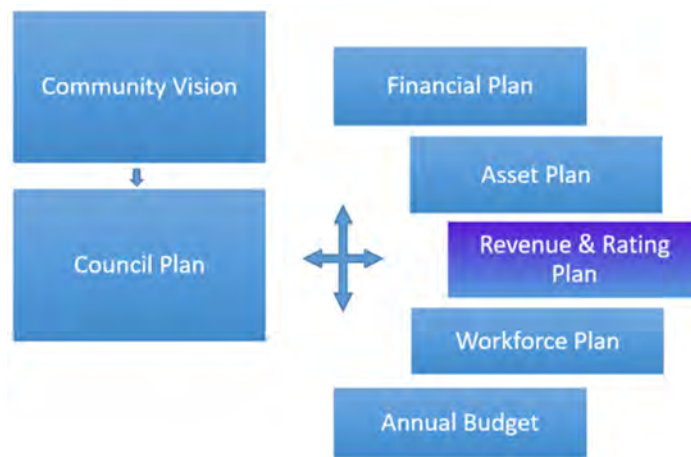 Community Vision
Council Plan
Financial Plan
Asset Plan
Revenue & Rating
Plan
Workforce Plan
Annual Budget